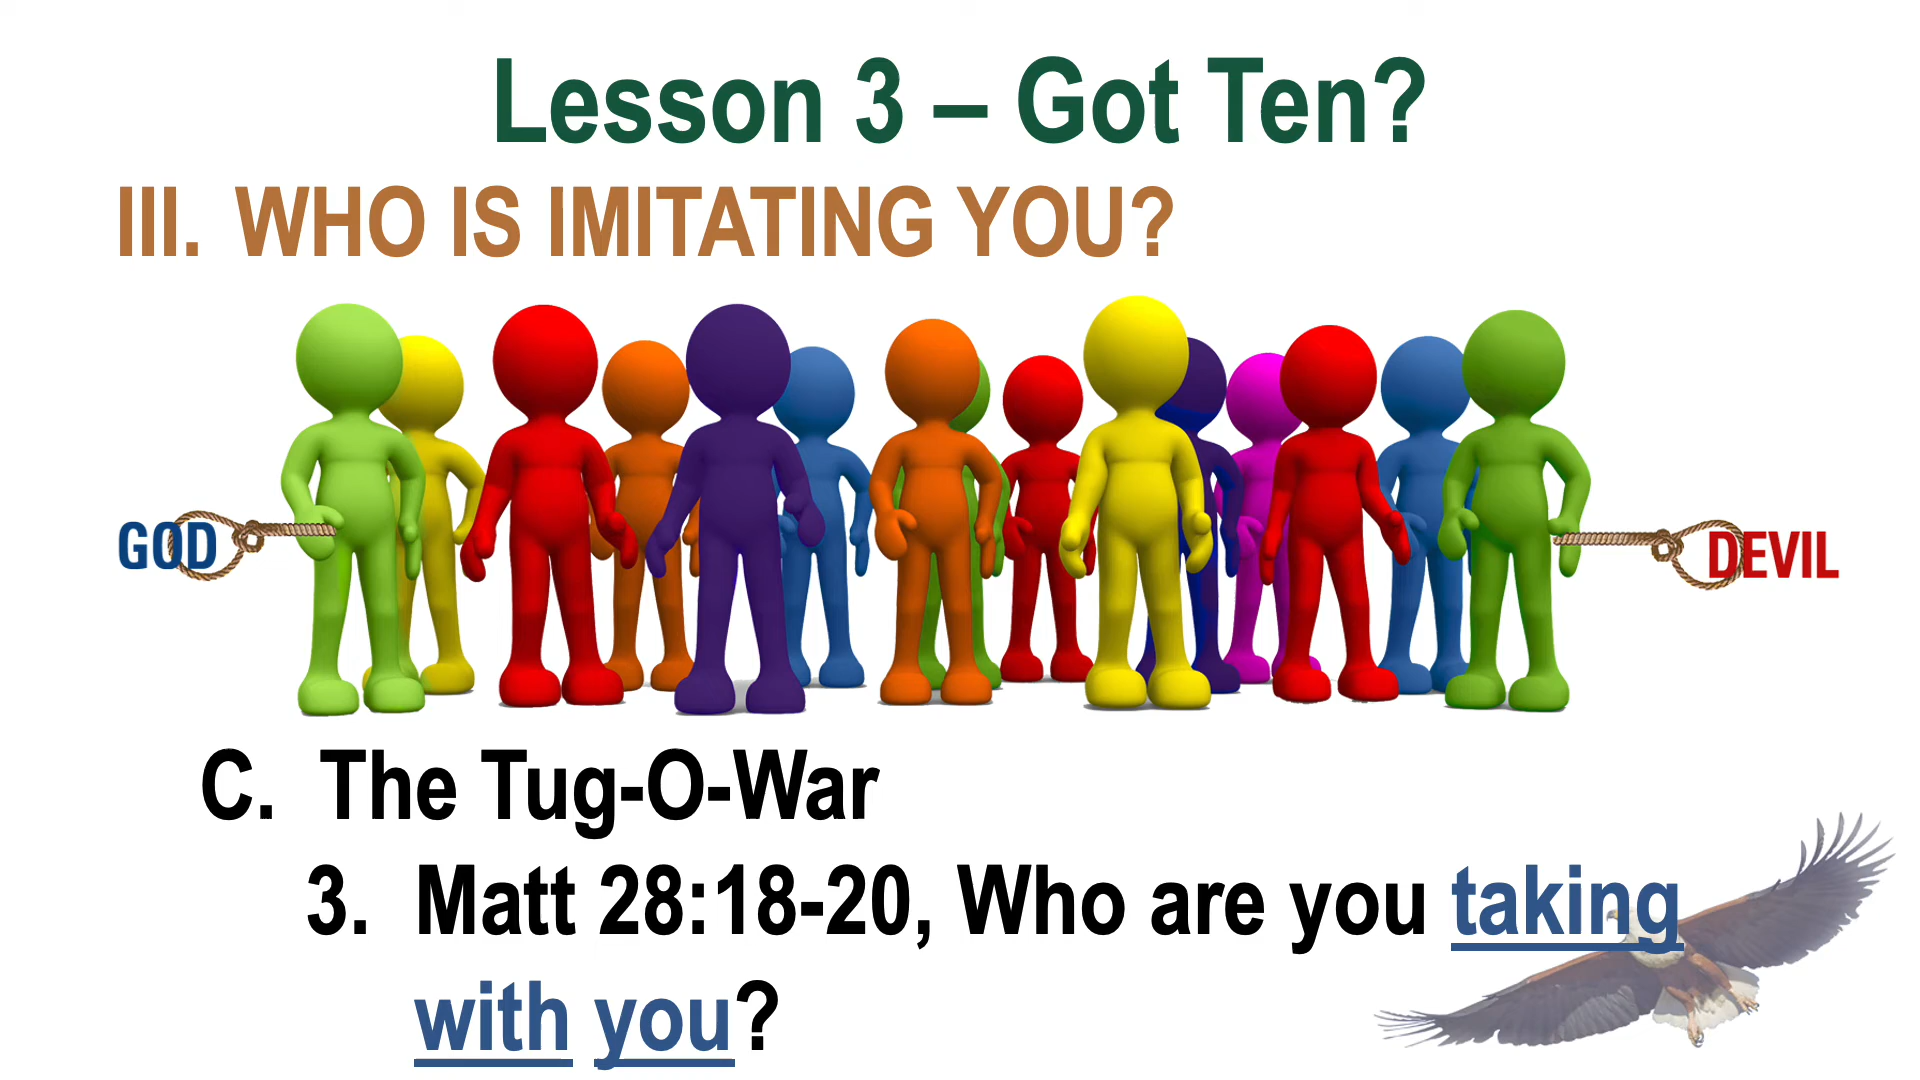 Lesson 3 – Got Ten?
III. WHO IS IMITATING YOU?
GOD
DEVIL
C. The Tug-O-War
3. Matt 28:18-20, Who are you taking
with you?